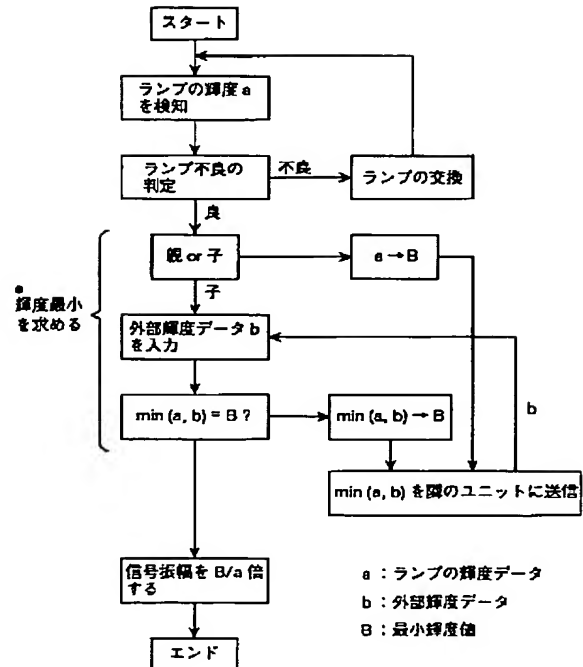 スタート
ランプの輝度 a
を検知
ランプ不良の
判定
不良
ランプの交換
良
親 or 子
a → B
子
*
輝度最小
を求める
外部輝度データ b
を入力
min (a, b) = B ?
min (a, b) → B
b
min (a, b) を隣のユニットに送信
信号振幅を B/a 倍
する
エンド
a : ランプの輝度データ
b : 外部輝度データ
B : 最小輝度値